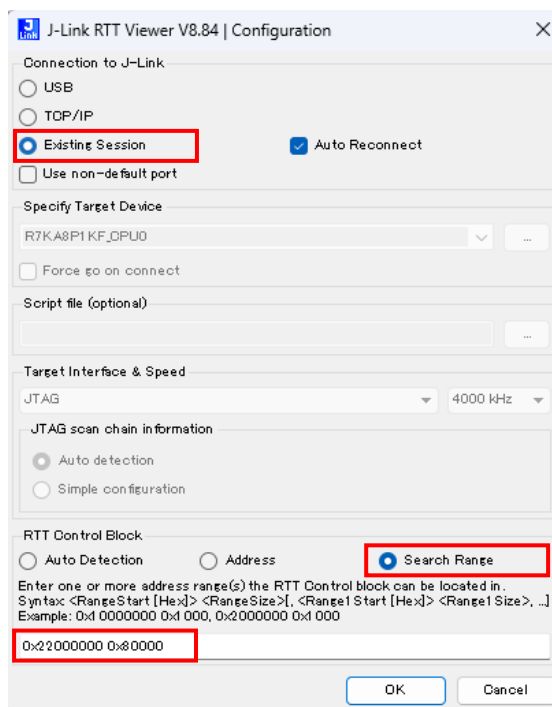 J-Link RTT Viewer V8.84 | Configuration
Connection to J-Link
USB
TCP/IP
Existing Session Auto Reconnect
Use non-default port
Specify Target Device
R7KA8P1KF_CPU0 ...
Force go on connect
Script file (optional)
...
Target Interface & Speed
JTAG 4000 kHz
JTAG scan chain information
Auto detection
Simple configuration
RTT Control Block
Auto Detection Address Search Range
Enter one or more address range(s) the RTT Control block can be located in.
Syntax: <RangeStart [Hex]> <RangeSize>[, <Range1Start [Hex]> <Range1Size>, ...]
Example: 0x10000000 0x1000, 0x2000000 0x1000
0x22000000 0x80000
OK Cancel